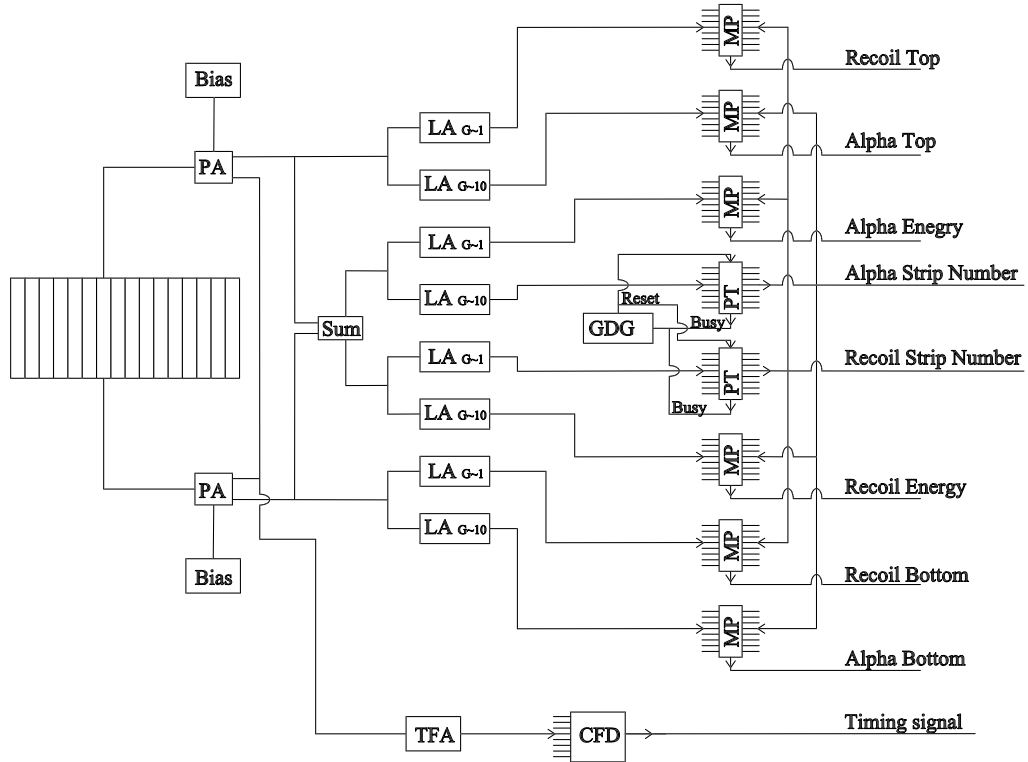 MP
Recoil Top
Bias
MP
LA G~1
Alpha Top
PA
LA G~10
MP
Alpha Enegry
LA G~1
Alpha Strip Number
PT
LA G~10
Reset
Sum
GDG
Busy
LA G~1
Recoil Strip Number
PT
LA G~10
Busy
MP
LA G~1
Recoil Energy
PA
LA G~10
MP
Bias
Recoil Bottom
MP
Alpha Bottom
TFA
CFD
Timing signal